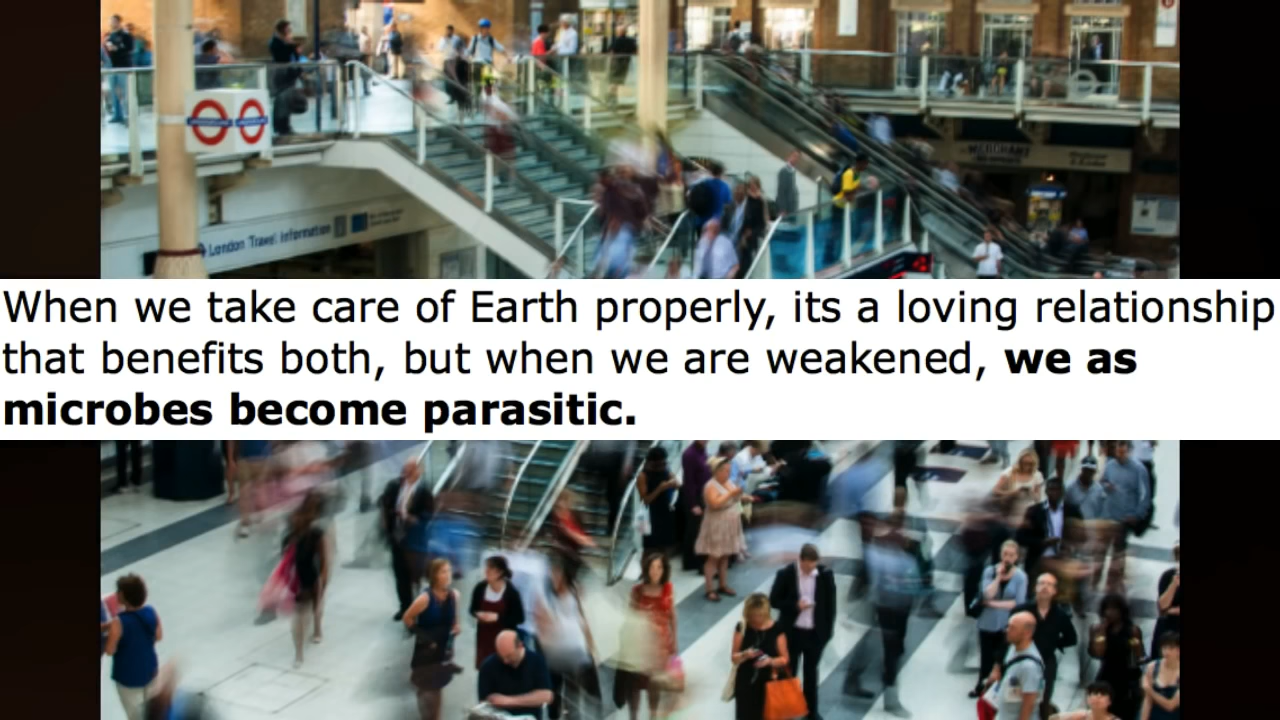 London Travel Information
When we take care of Earth properly, its a loving relationship
that benefits both, but when we are weakened, we as
microbes become parasitic.